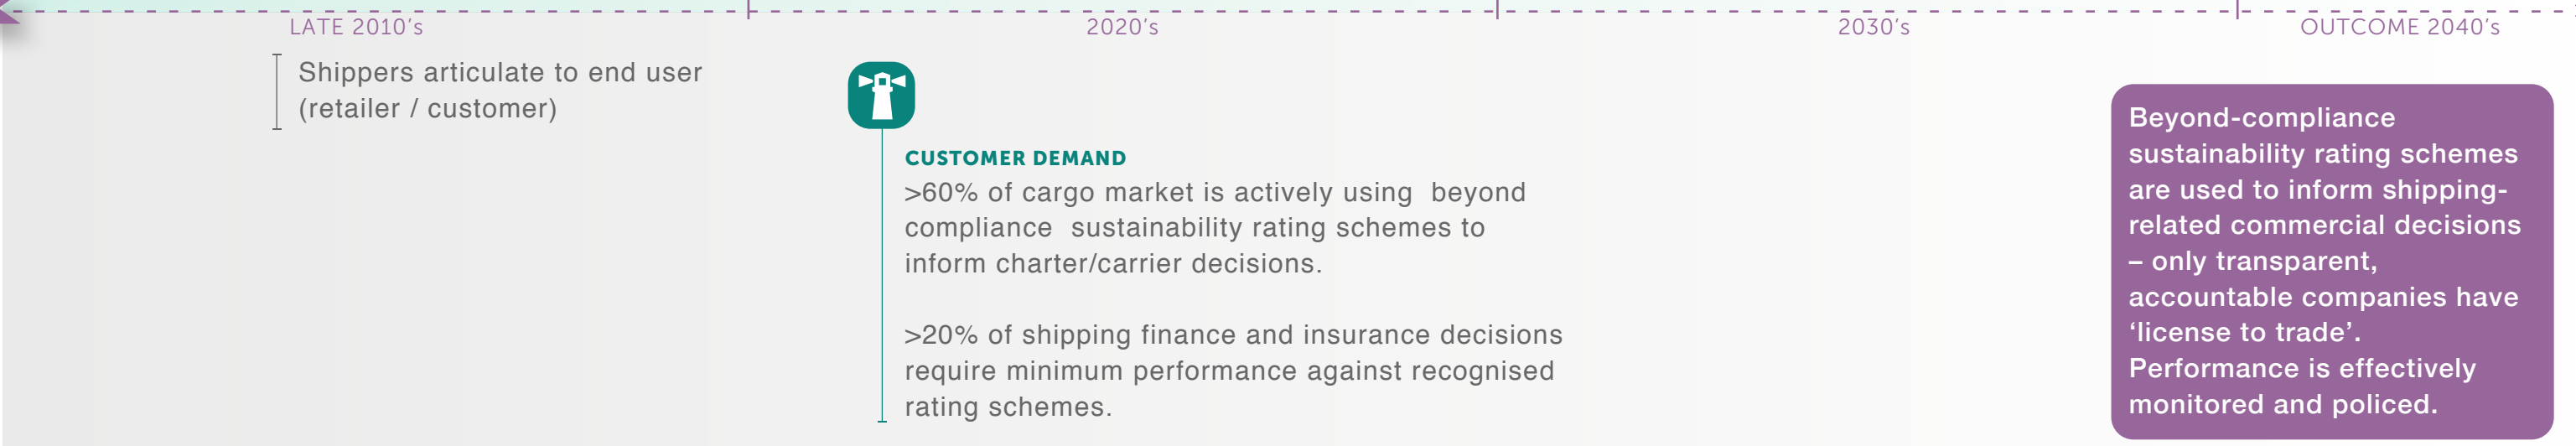 LATE 2010's
2020's
2030's
OUTCOME 2040's
Shippers articulate to end user
(retailer / customer)
CUSTOMER DEMAND
>60% of cargo market is actively using  beyond
compliance  sustainability rating schemes to
inform charter/carrier decisions.
>20% of shipping finance and insurance decisions
require minimum performance against recognised
rating schemes.
Beyond-compliance
sustainability rating schemes
are used to inform shipping-
related commercial decisions
– only transparent,
accountable companies have
‘license to trade’.
Performance is effectively
monitored and policed.